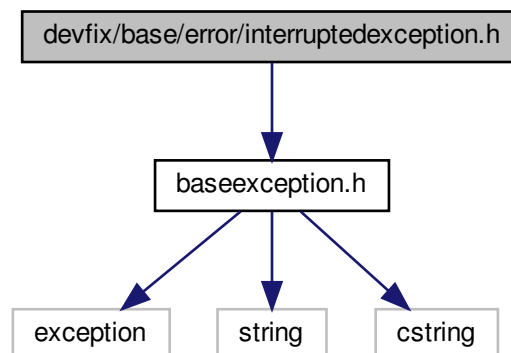 devfix/base/error/interruptedexception.h
baseexception.h
exception
string
cstring